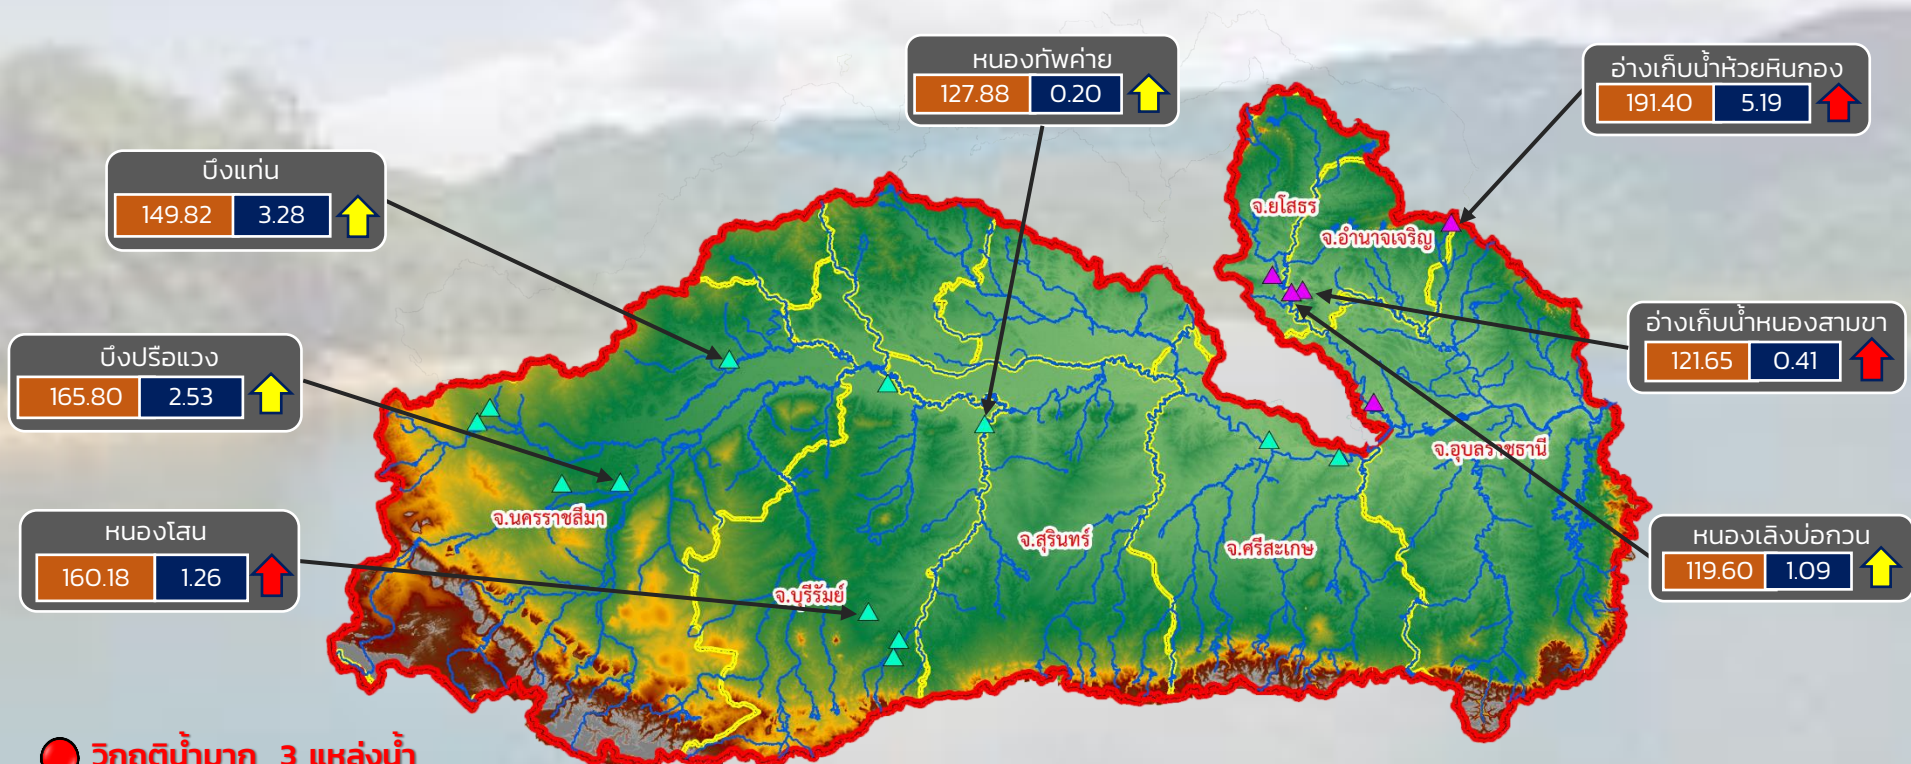 หนองทัพค่าย
127.88 0.20
อ่างเก็บน้ำห้วยหินกอง
191.40 5.19
บึงแท่น
149.82 3.28
จ.ยโสธร
จ.อำนาจเจริญ
อ่างเก็บน้ำหนองสามขา
121.65 0.41
บึงปรือแวง
165.80 2.53
จ.อุบลราชธานี
จ.นครราชสีมา
หนองโสน
160.18 1.26
จ.สุรินทร์
จ.ศรีสะเกษ
หนองเลิงบ่อกวน
119.60 1.09
จ.บุรีรัมย์
วิกฤติน้ำมาก 3 แหล่งน้ำ